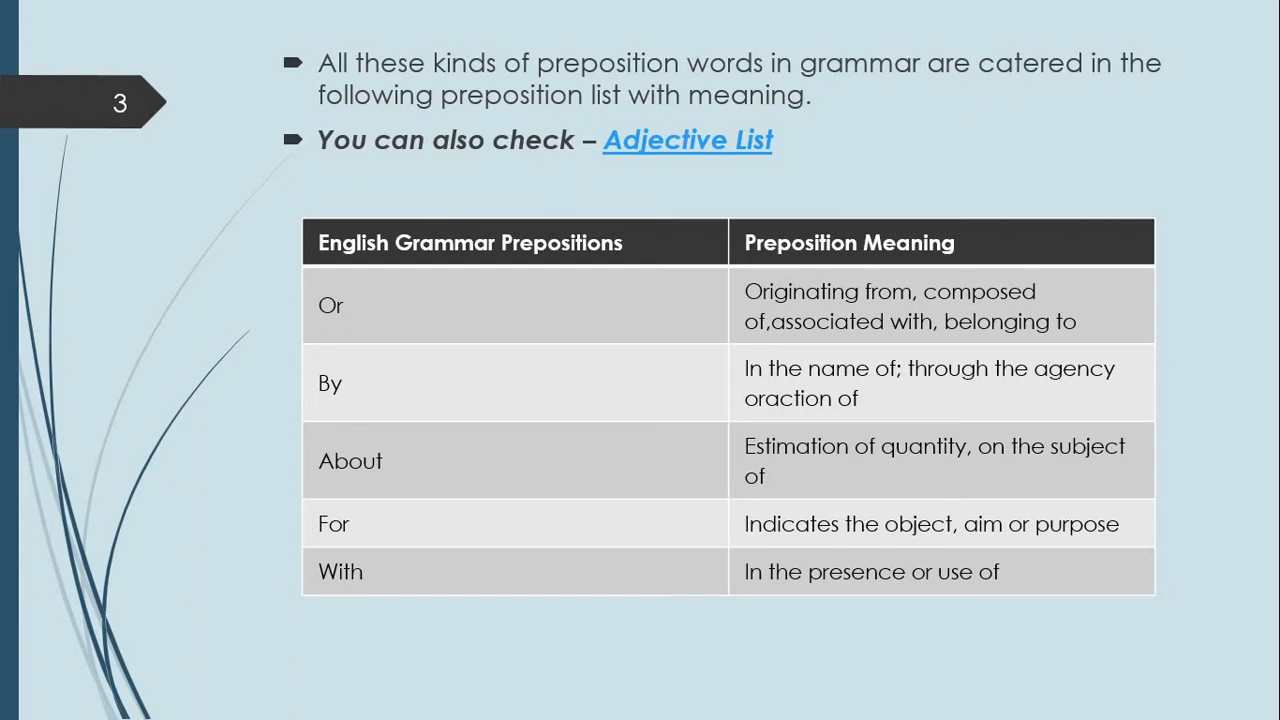 3
All these kinds of preposition words in grammar are catered in the
following preposition list with meaning.
You can also check – Adjective List
English Grammar Prepositions
Preposition Meaning
Or
Originating from, composed
of,associated with, belonging to
By
In the name of; through the agency
oraction of
About
Estimation of quantity, on the subject
of
For
Indicates the object, aim or purpose
With
In the presence or use of